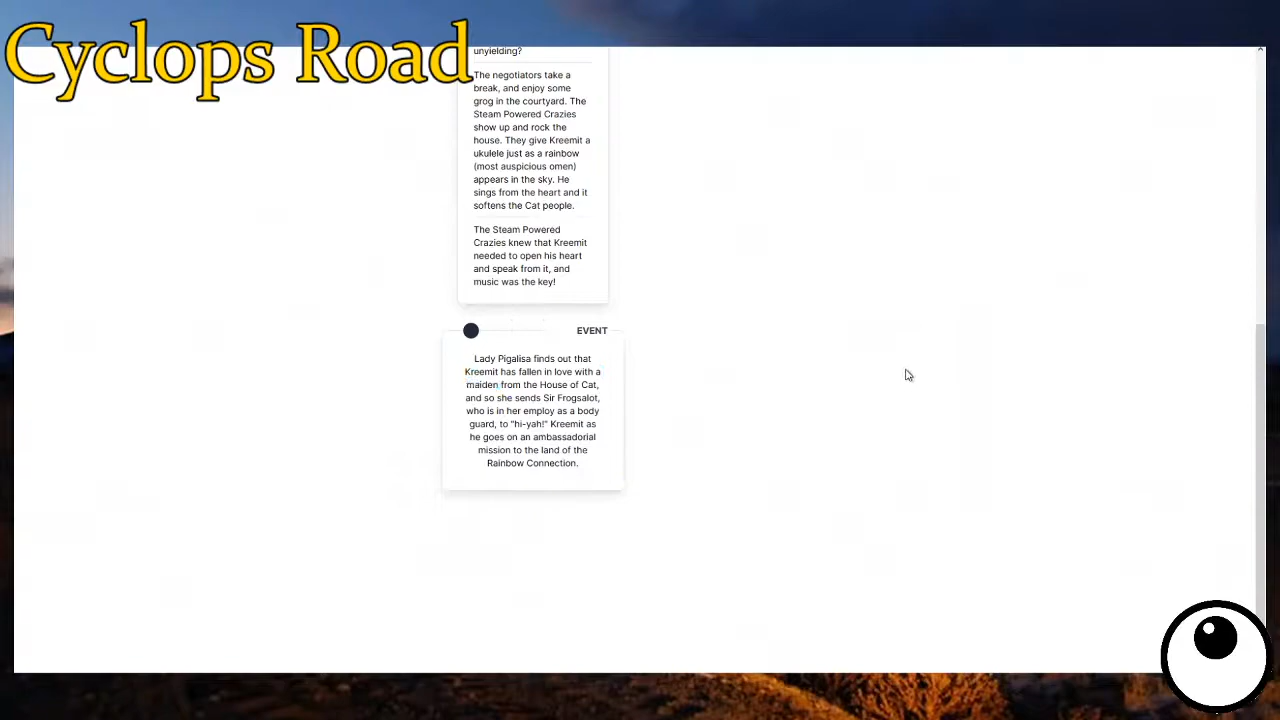 Cyclops Road
unyielding?
The negotiators take a
break, and enjoy some
grog in the courtyard. The
Steam Powered Crazies
show up and rock the
house. They give Kreemit a
ukulele just as a rainbow
(most auspicious omen)
appears in the sky. He
sings from the heart and it
softens the Cat people.
The Steam Powered
Crazies knew that Kreemit
needed to open his heart
and speak from it, and
music was the key!
EVENT
Lady Pigalisa finds out that
Kreemit has fallen in love with a
maiden from the House of Cat,
and so she sends Sir Frogsalot,
who is in her employ as a body
guard, to "hi-yah!" Kreemit as
he goes on an ambassadorial
mission to the land of the
Rainbow Connection.